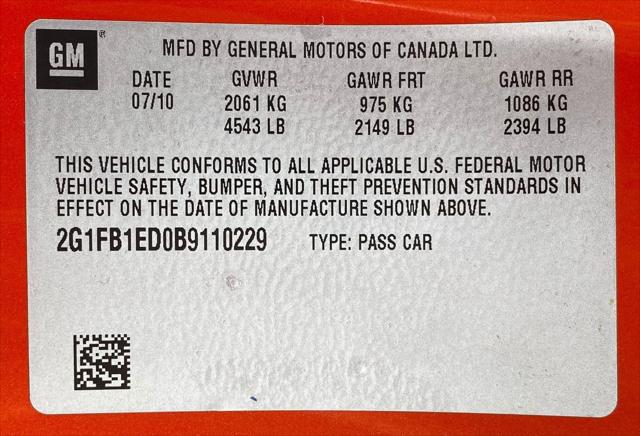 GM®
MFD BY GENERAL MOTORS OF CANADA LTD.
DATE GVWR GAWR FRT GAWR RR
07/10 2061 KG 975 KG 1086 KG
4543 LB 2149 LB 2394 LB
THIS VEHICLE CONFORMS TO ALL APPLICABLE U.S. FEDERAL MOTOR
VEHICLE SAFETY, BUMPER, AND THEFT PREVENTION STANDARDS IN
EFFECT ON THE DATE OF MANUFACTURE SHOWN ABOVE.
2G1FB1ED0B9110229 TYPE: PASS CAR